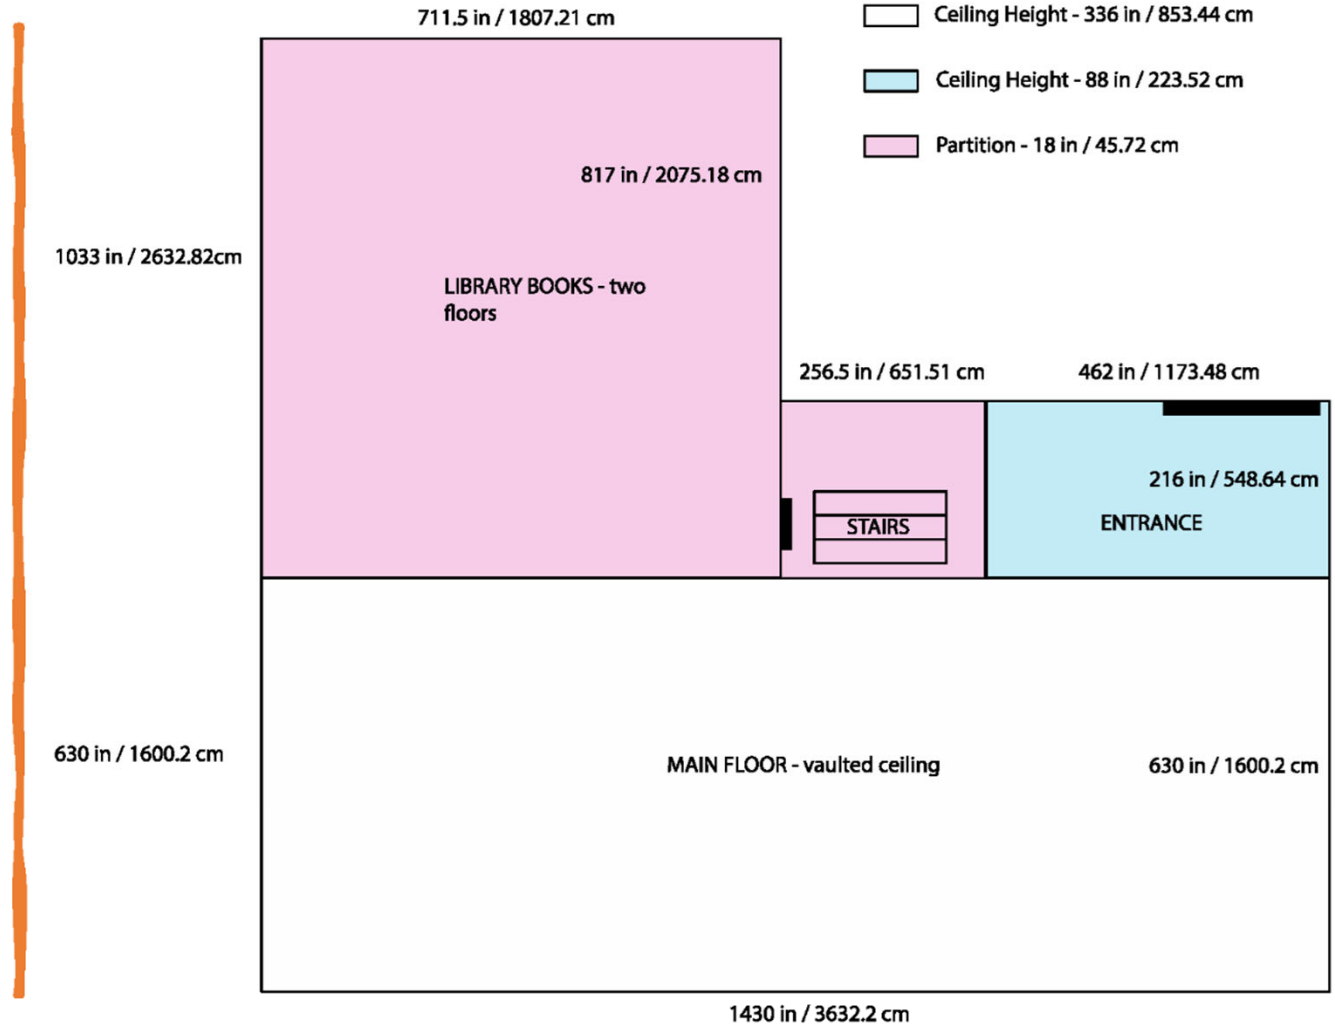 711.5 in / 1807.21 cm
Ceiling Height - 336 in / 853.44 cm
Ceiling Height - 88 in / 223.52 cm
Partition - 18 in / 45.72 cm
817 in / 2075.18 cm
1033 in / 2632.82cm
LIBRARY BOOKS - two
floors
256.5 in / 651.51 cm
462 in / 1173.48 cm
216 in / 548.64 cm
STAIRS
ENTRANCE
630 in / 1600.2 cm
MAIN FLOOR - vaulted ceiling
630 in / 1600.2 cm
1430 in / 3632.2 cm